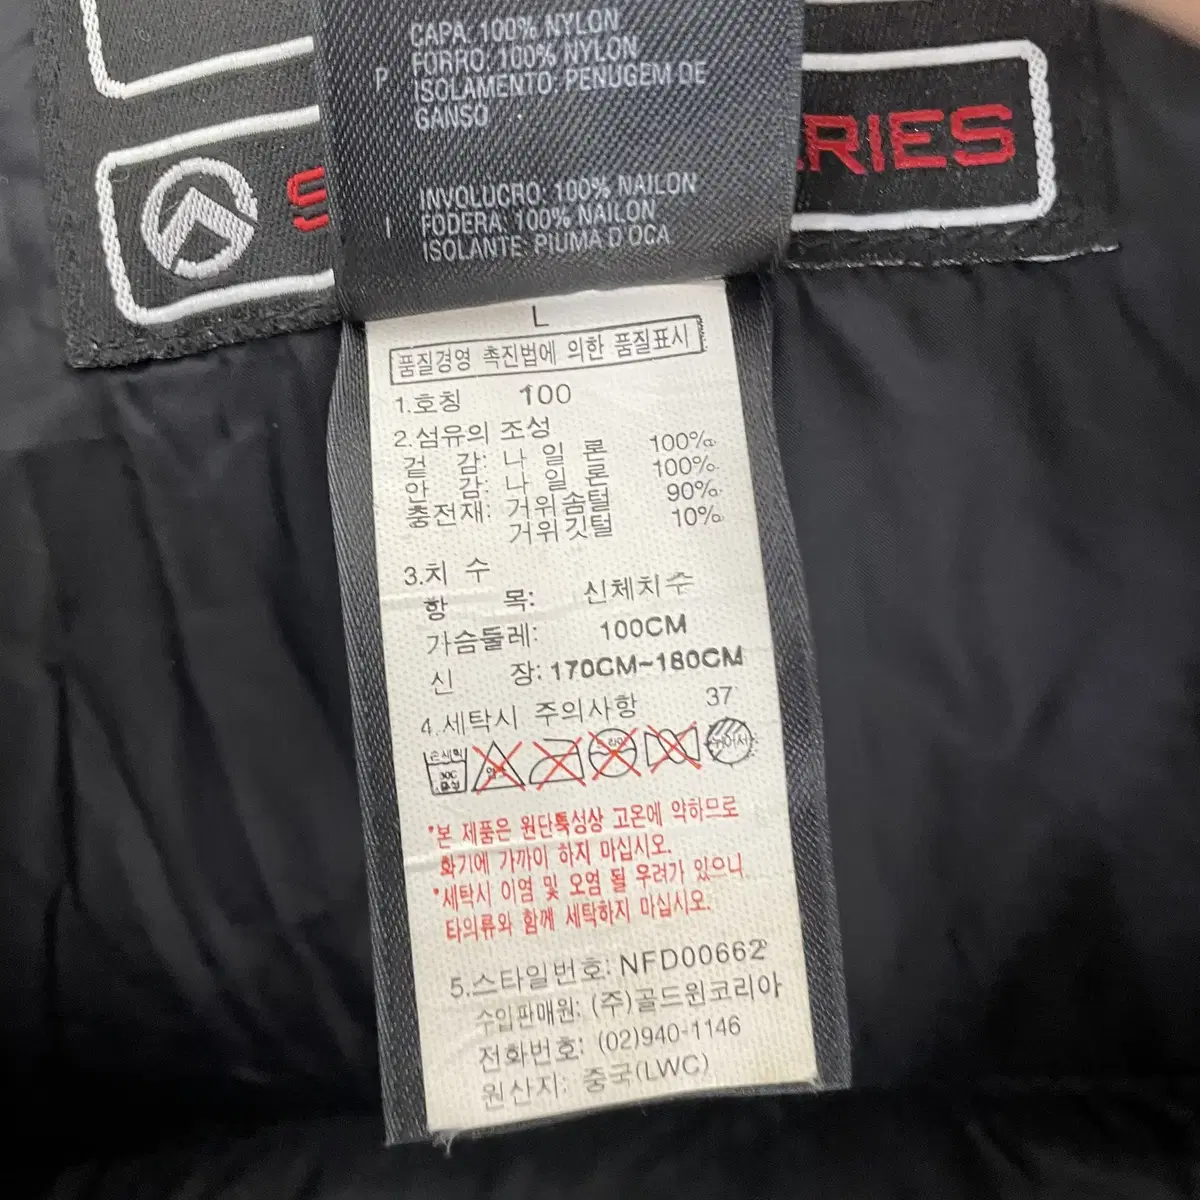 CAPA: 100% NYLON
P FORRO: 100% NYLON
ISOLAMENTO: PENUGEM DE
GANSO
INVOLUCRO: 100% NAILON
I FODERA: 100% NAILON
ISOLANTE: PIUMA D'OCA
S
RIES
L
품질경영 촉진법에 의한 품질표시
1.호칭 100
2.섬유의 조성
겉 감: 나 일 론 100%
안 감: 나 일 론 100%
충전재: 거위솜털 90%
거위깃털 10%
3.치 수
항 목: 신체치수
가슴둘레: 100CM
신 장: 170CM~180CM
4.세탁시 주의사항 37
손세탁
30C
중성
뉘어서
*본 제품은 원단특성상 고온에 약하므로
화기에 가까이 하지 마십시오.
*세탁시 이염 및 오염 될 우려가 있으니
타의류와 함께 세탁하지 마십시오.
5.스타일번호: NFD00662
수입판매원: (주)골드윈코리아
전화번호: (02)940-1146
원산지: 중국(LWC)